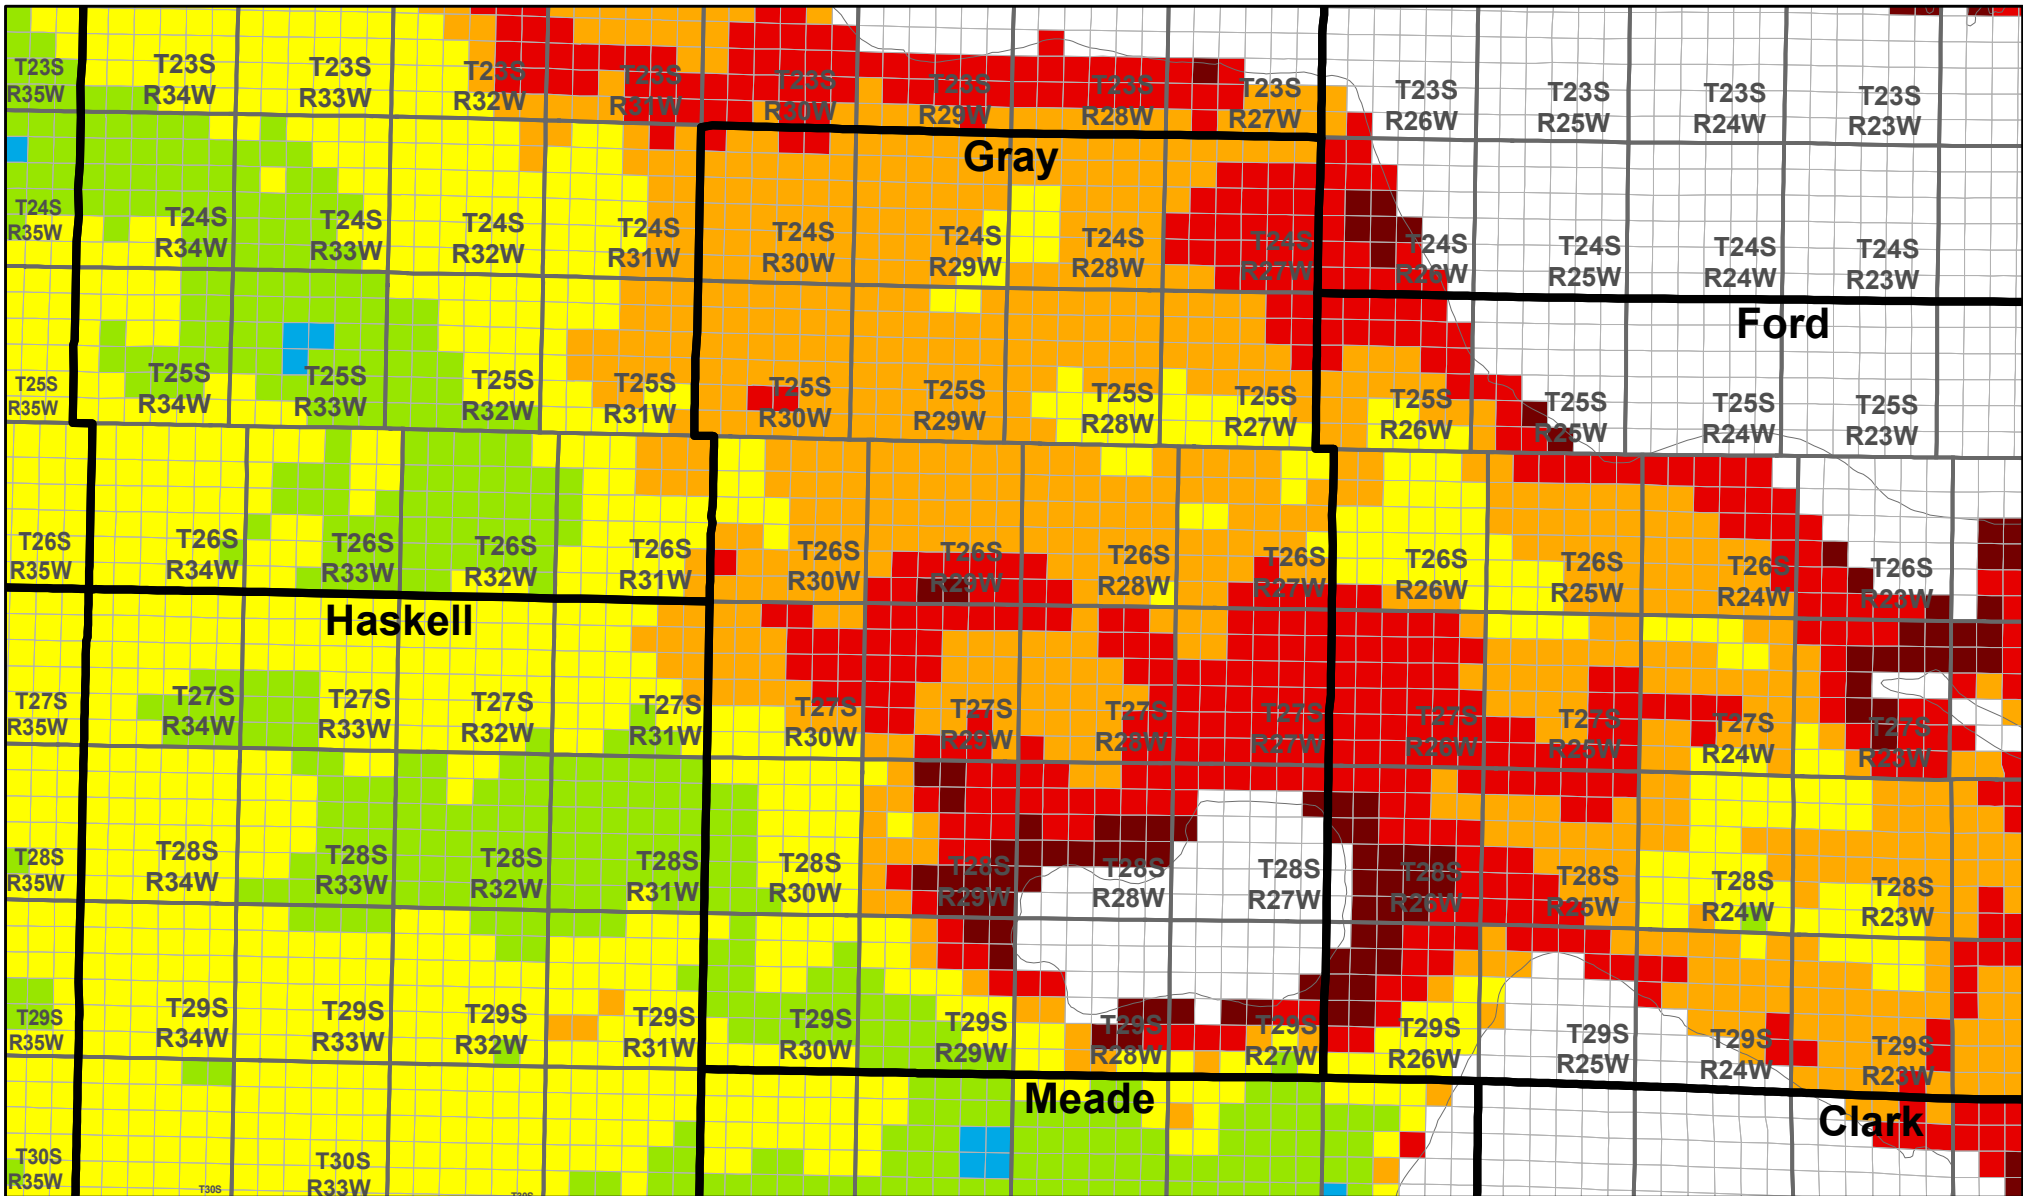 T23S T23S T23S T23S T23S T23S T23S T23S T23S T23S T23S T23S T23S
R35W R34W R33W R32W R31W R30W R29W R28W R27W R26W R25W R24W R23W
Gray
T24S T24S T24S T24S T24S T24S T24S T24S T24S T24S T24S T24S T24S
R35W R34W R33W R32W R31W R30W R29W R28W R27W R26W R25W R24W R23W
Ford
T25S T25S T25S T25S T25S T25S T25S T25S T25S T25S T25S T25S T25S
R35W R34W R33W R32W R31W R30W R29W R28W R27W R26W R25W R24W R23W
T26S T26S T26S T26S T26S T26S T26S T26S T26S T26S T26S T26S T26S
R35W R34W R33W R32W R31W R30W R29W R28W R27W R26W R25W R24W R23W
Haskell
T27S T27S T27S T27S T27S T27S T27S T27S T27S T27S T27S T27S T27S
R35W R34W R33W R32W R31W R30W R29W R28W R27W R26W R25W R24W R23W
T28S T28S T28S T28S T28S T28S T28S T28S T28S T28S T28S T28S T28S
R35W R34W R33W R32W R31W R30W R29W R28W R27W R26W R25W R24W R23W
T29S T29S T29S T29S T29S T29S T29S T29S T29S T29S T29S T29S T29S
R35W R34W R33W R32W R31W R30W R29W R28W R27W R26W R25W R24W R23W
Meade
Clark
T30S T30S
R35W T30S R33W